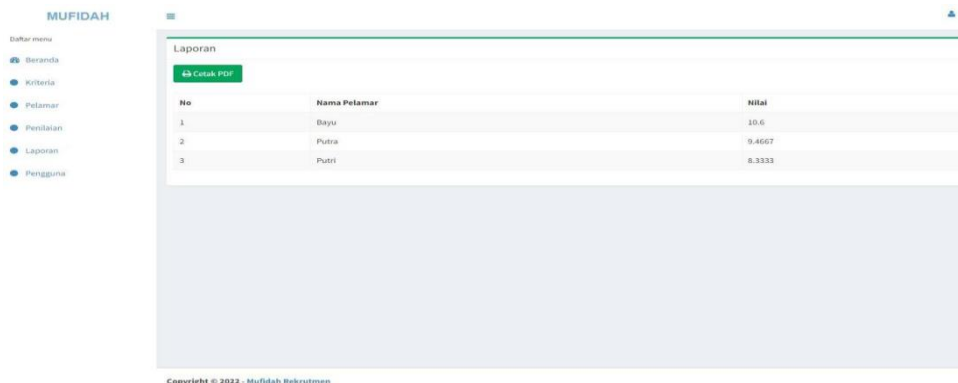 MUFIDAH
Daftar menu
Beranda
Kriteria
Pelamar
Penilaian
Laporan
Pengguna
Laporan
Cetak PDF
No Nama Pelamar Nilai
1 Bayu 10.6
2 Putra 9.4667
3 Putri 8.3333
Copyright © 2022 - Mufidah Rekrutmen